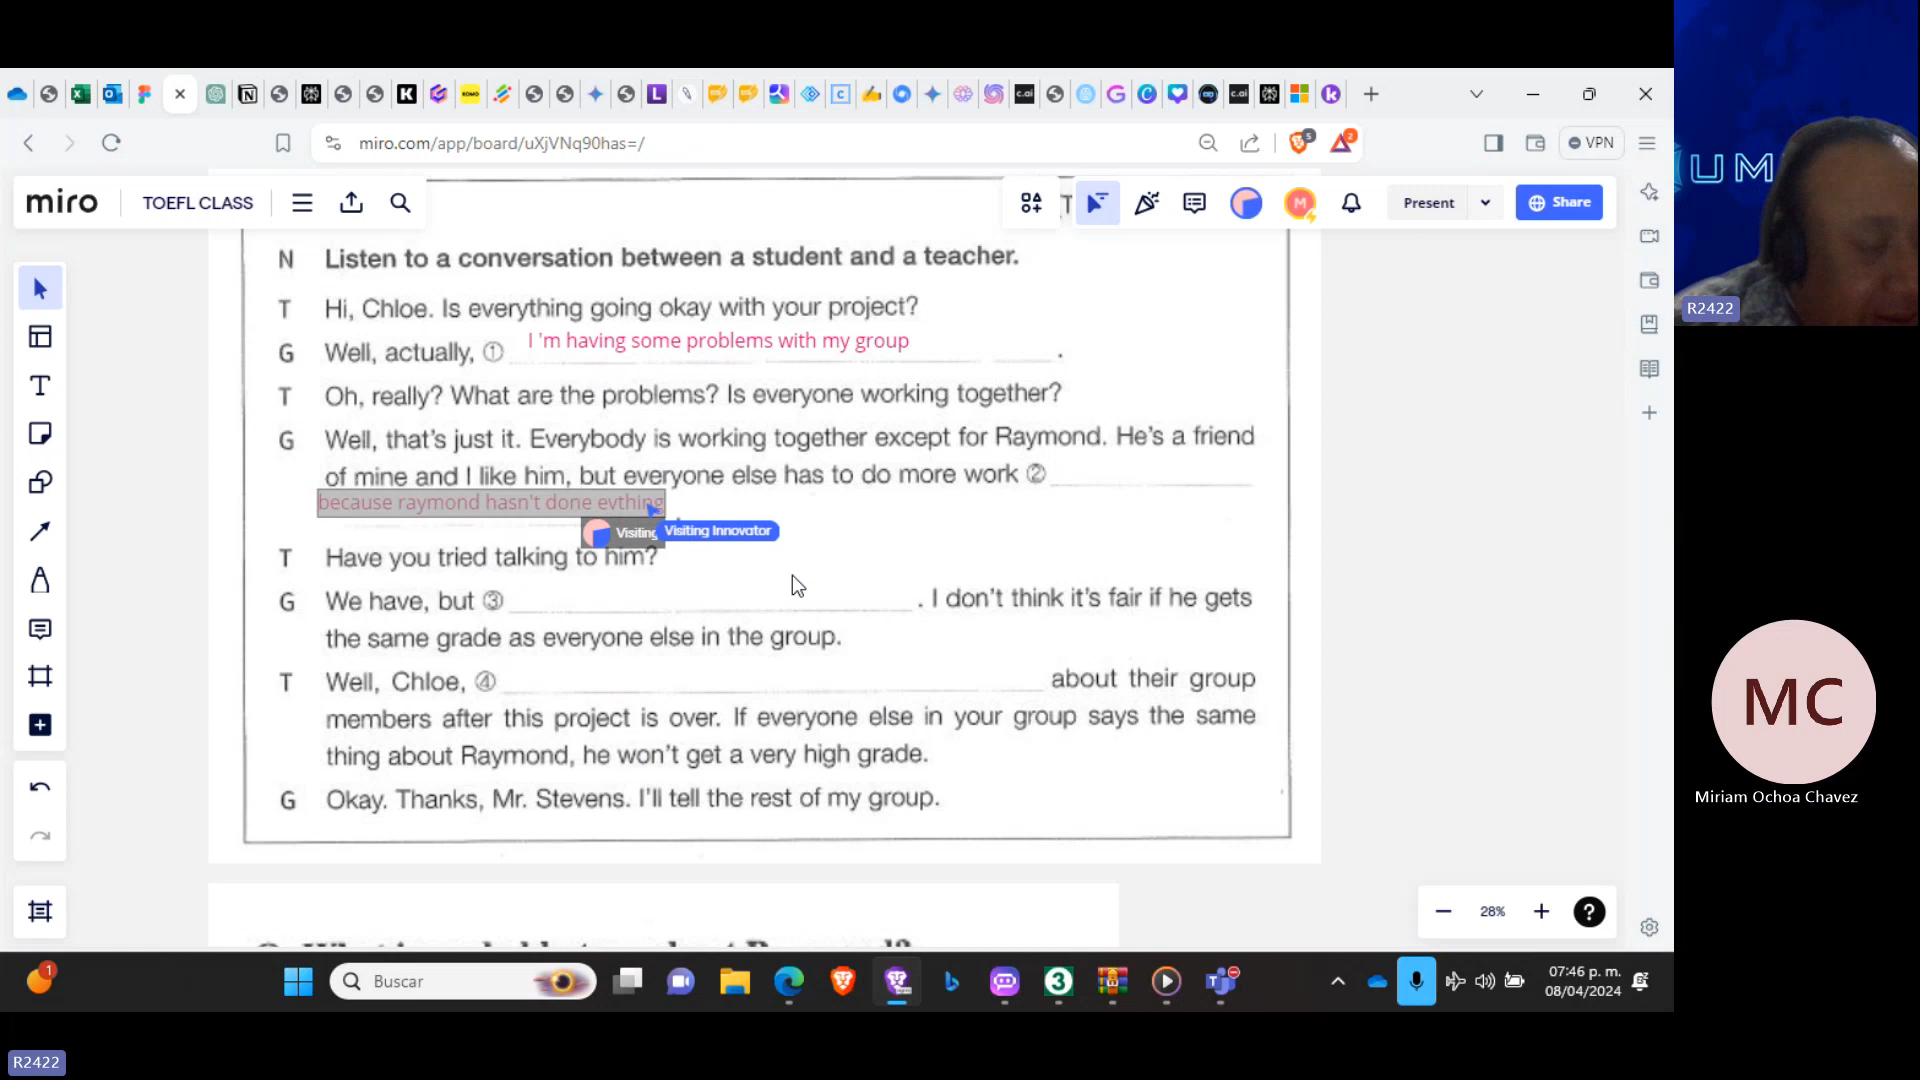 miro.com/app/board/uXjVNq90has=/
VPN
miro
TOEFL CLASS
Present
Share
N Listen to a conversation between a student and a teacher.
T Hi, Chloe. Is everything going okay with your project?
I 'm having some problems with my group
G Well, actually, ① .
T Oh, really? What are the problems? Is everyone working together?
G Well, that's just it. Everybody is working together except for Raymond. He's a friend
of mine and I like him, but everyone else has to do more work ②
because raymond hasn't done evthing
Visiting Innovator
T Have you tried talking to him?
G We have, but ③ . I don't think it's fair if he gets
the same grade as everyone else in the group.
T Well, Chloe, ④ about their group
members after this project is over. If everyone else in your group says the same
thing about Raymond, he won't get a very high grade.
G Okay. Thanks, Mr. Stevens. I'll tell the rest of my group.
28%
Buscar
07:46 p. m.
08/04/2024
UM
R2422
MC
Miriam Ochoa Chavez
R2422